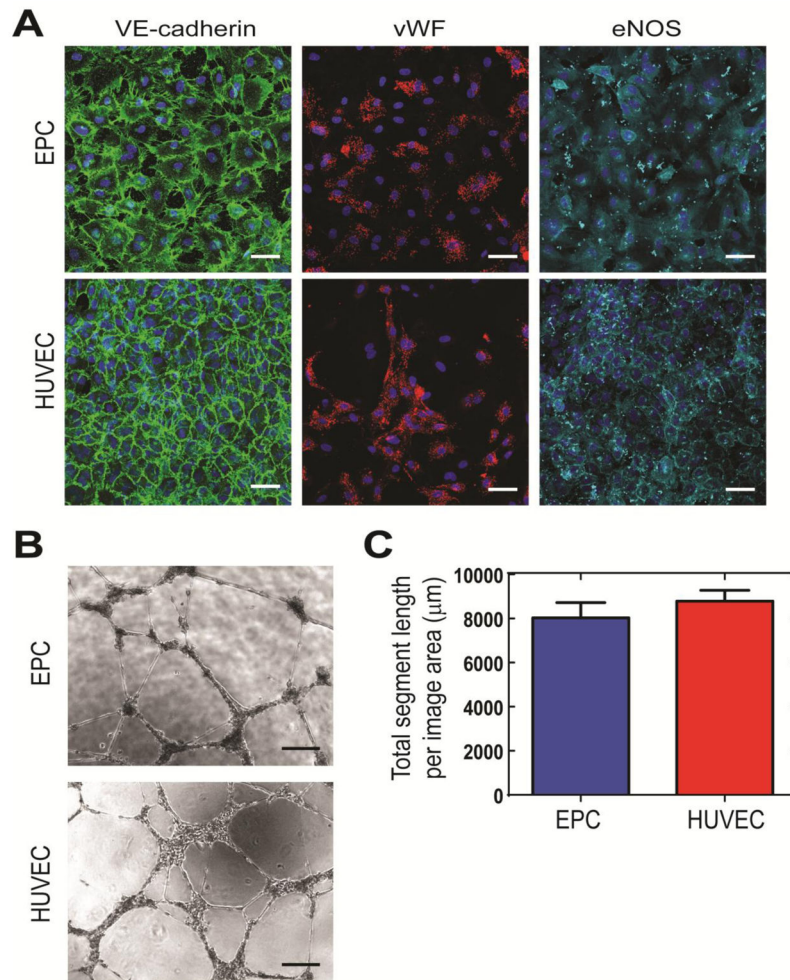 A
VE-cadherin vWF eNOS
EPC
HUVEC
B
EPC
HUVEC
C
Total segment length
per image area (μm)
10000
8000
6000
4000
2000
0
EPC HUVEC